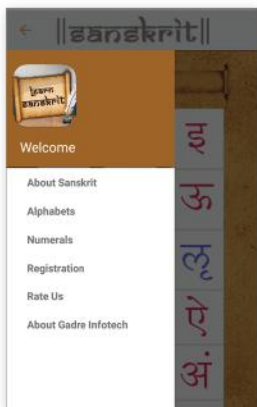 ||sanskrit||
learn
sanskrit
Welcome
About Sanskrit
Alphabets
Numerals
Registration
Rate Us
About Gadre Infotech
इ
ऊ
ऌ
ऐ
अं